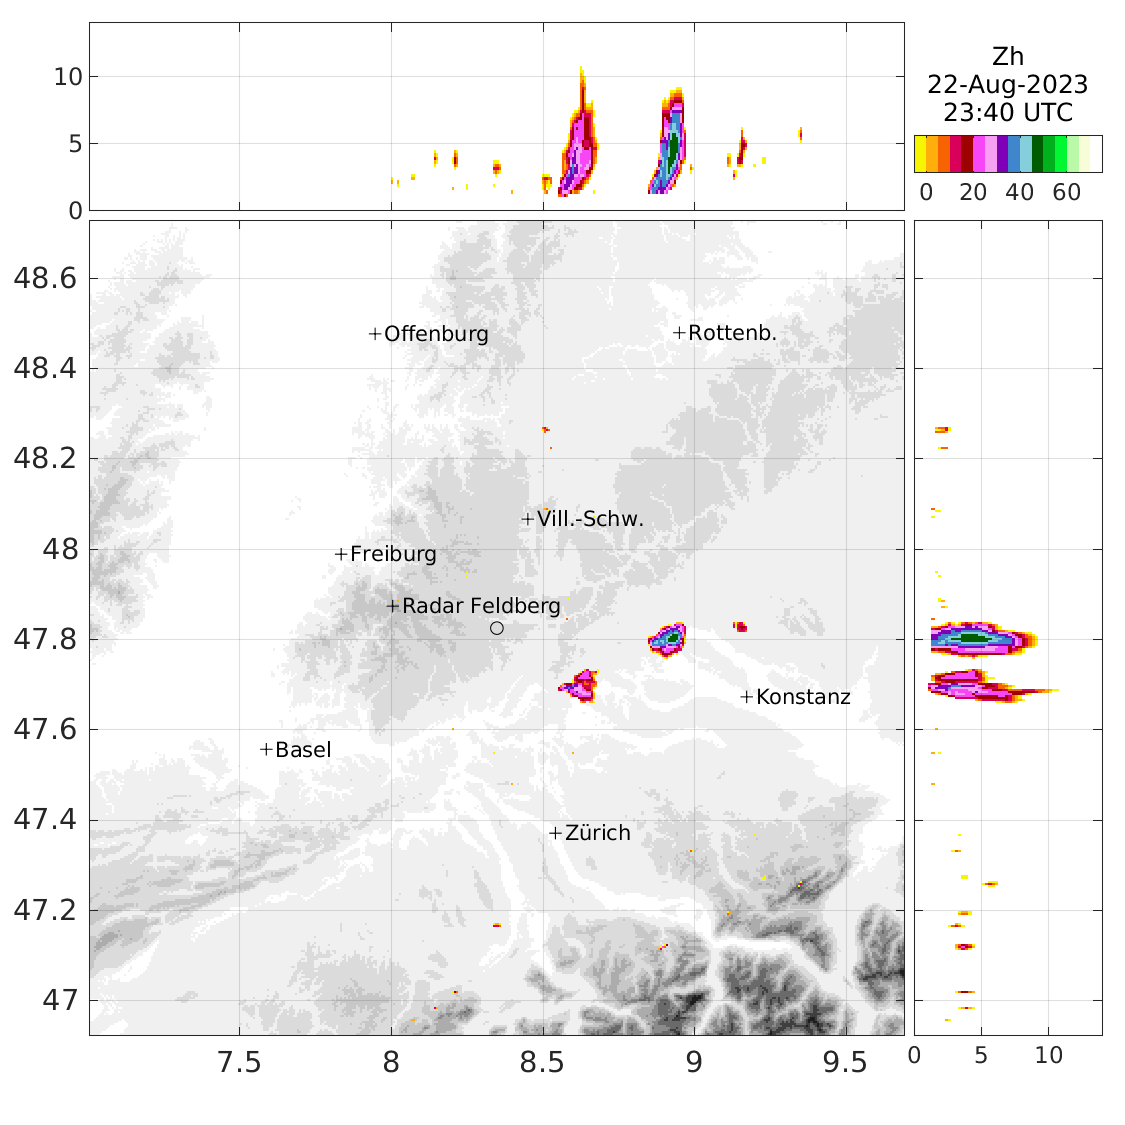 10
5
0
Zh
22-Aug-2023
23:40 UTC
0 20 40 60
48.6
48.4
48.2
48
47.8
47.6
47.4
47.2
47
+Offenburg
+Rottenb.
+Vill.-Schw.
+Freiburg
+Radar Feldberg
+Konstanz
+Basel
+Zürich
7.5 8 8.5 9 9.5
0 5 10